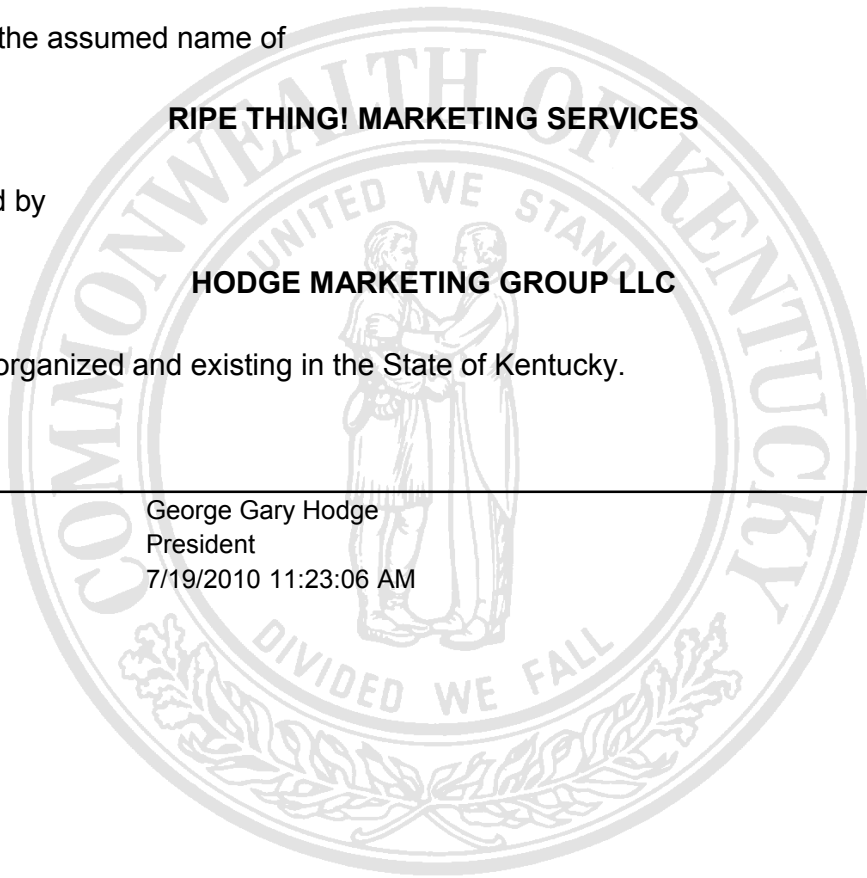 the assumed name of
RIPE THING! MARKETING SERVICES
by
HODGE MARKETING GROUP LLC
organized and existing in the State of Kentucky.
George Gary Hodge
President
7/19/2010 11:23:06 AM
COMMONWEALTH OF KENTUCKY
UNITED WE STAND
DIVIDED WE FALL